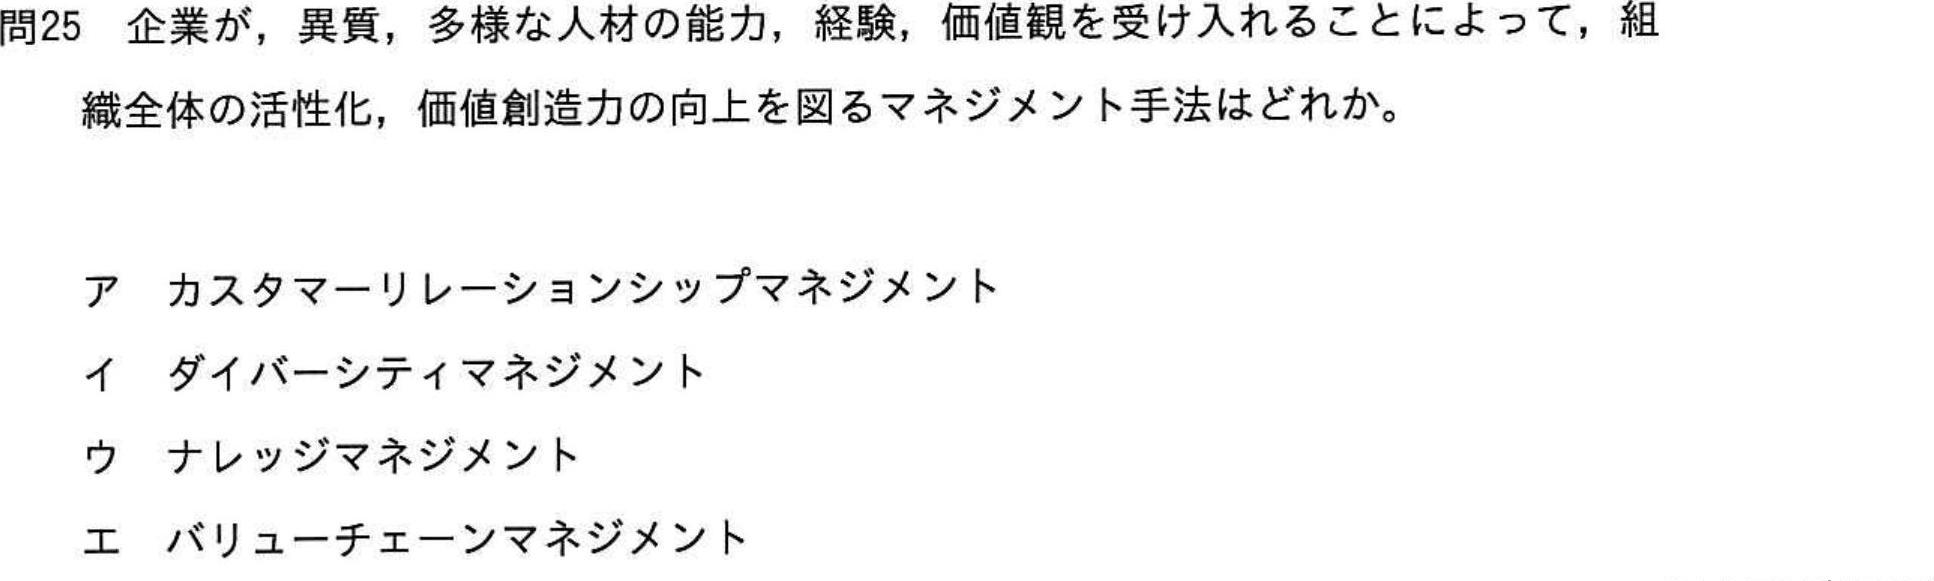 問25　企業が，異質，多様な人材の能力，経験，価値観を受け入れることによって，組
織全体の活性化，価値創造力の向上を図るマネジメント手法はどれか。
ア　カスタマーリレーションシップマネジメント
イ　ダイバーシティマネジメント
ウ　ナレッジマネジメント
エ　バリューチェーンマネジメント